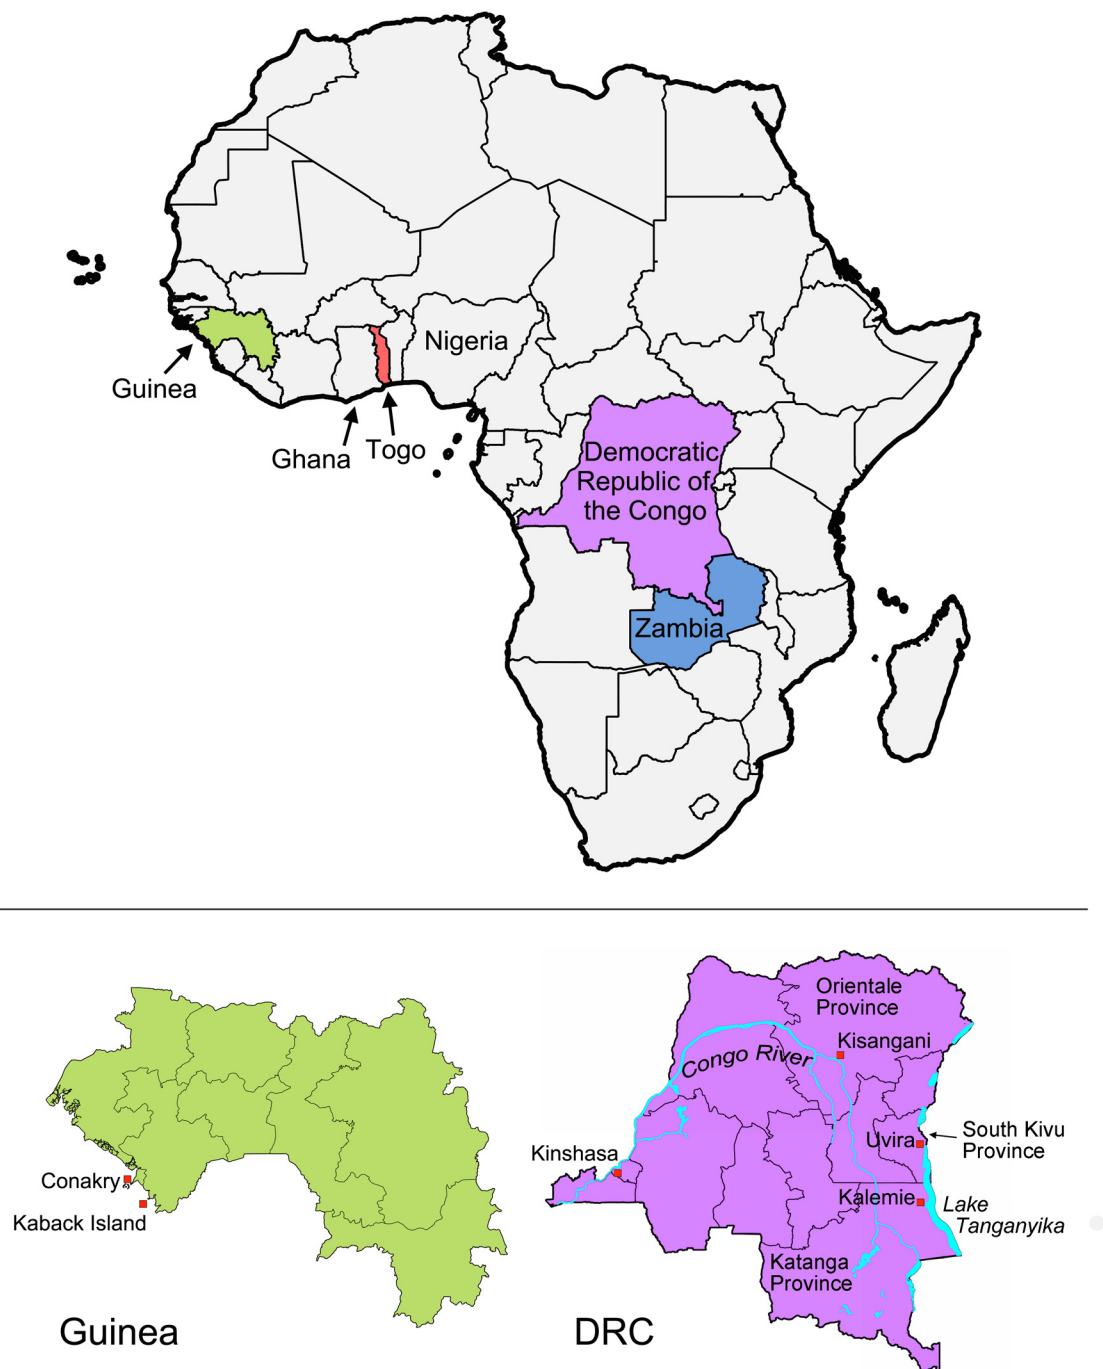 Nigeria
Guinea
Ghana
Togo
Democratic
Republic of
the Congo
Zambia
Orientale
Province
Kisangani
Congo River
South Kivu
Province
Uvira
Kinshasa
Conakry
Kalemie
Lake
Tanganyika
Kaback Island
Katanga
Province
Guinea
DRC